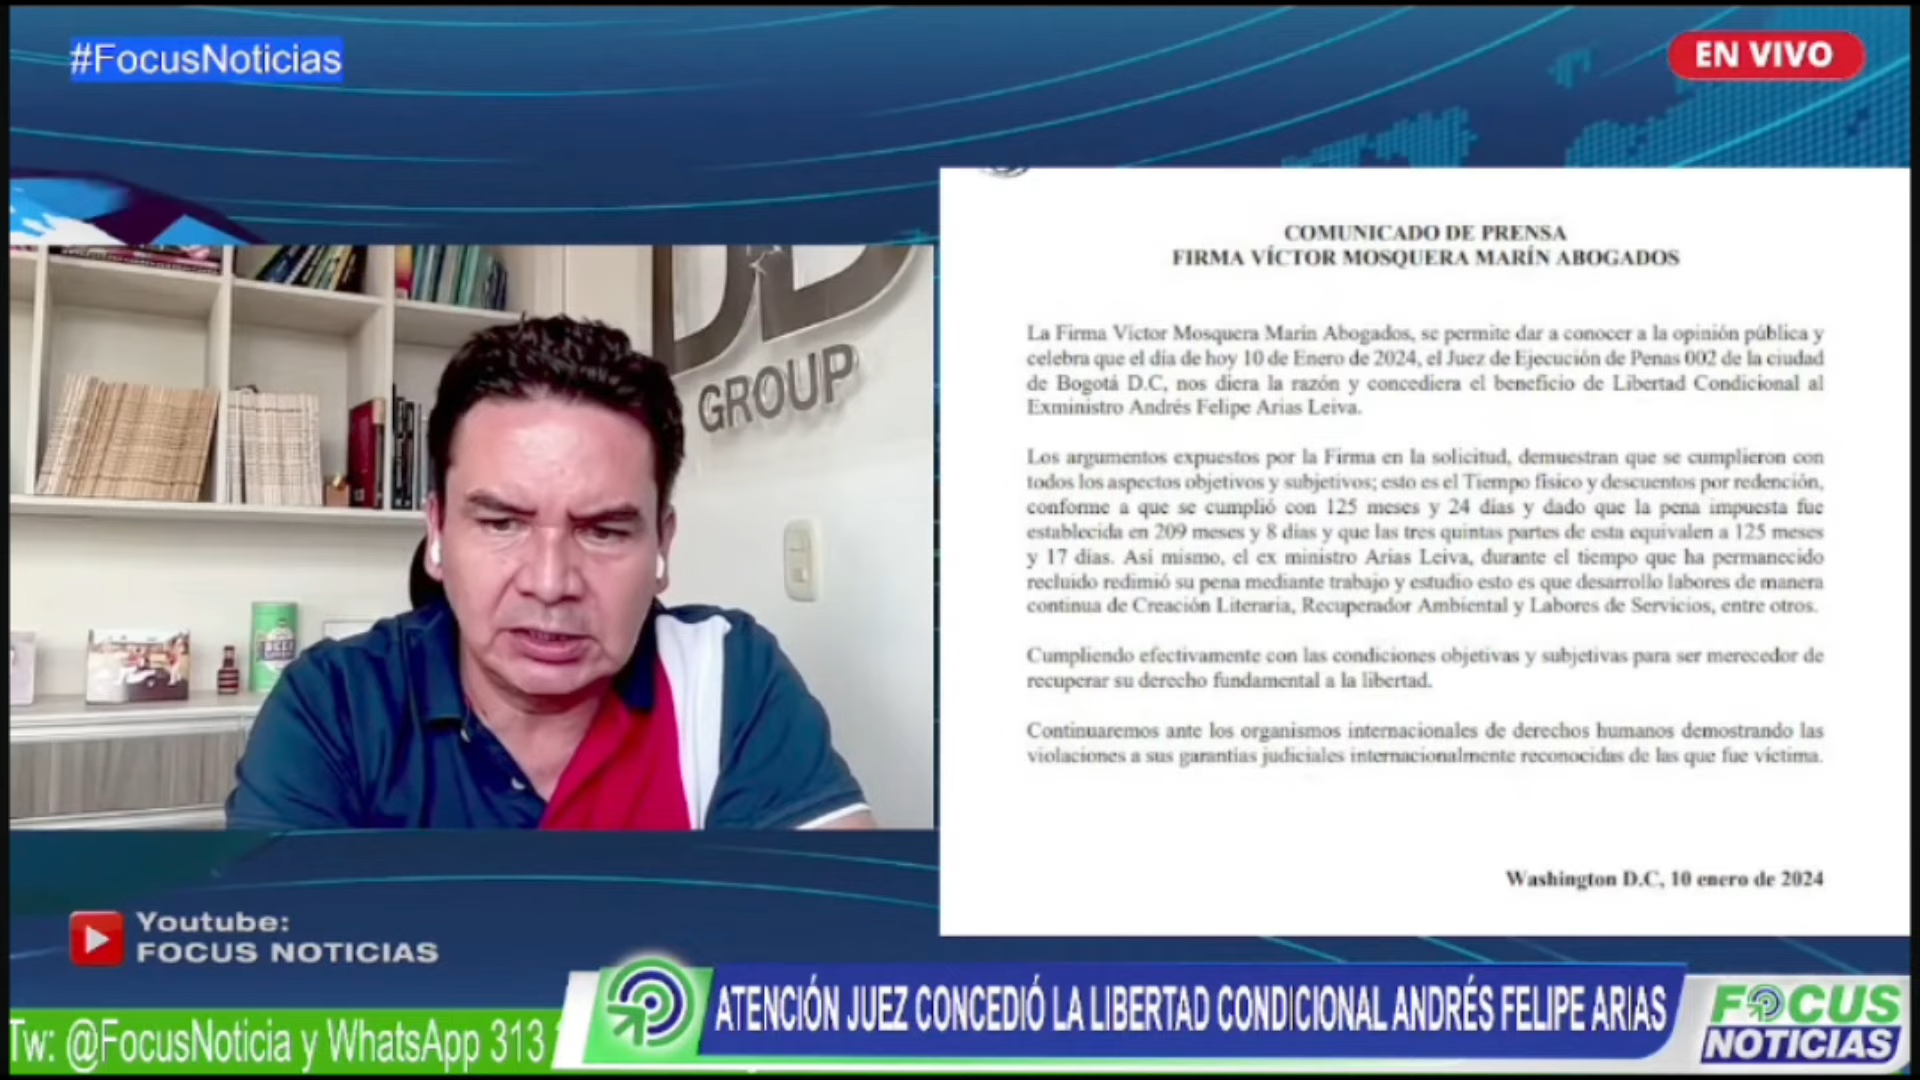 #FocusNoticias
EN VIVO
GROUP
COMUNICADO DE PRENSA
FIRMA VÍCTOR MOSQUERA MARÍN ABOGADOS
La Firma Víctor Mosquera Marín Abogados, se permite dar a conocer a la opinión pública y
celebra que el día de hoy 10 de Enero de 2024, el Juez de Ejecución de Penas 002 de la ciudad
de Bogotá D.C, nos diera la razón y concediera el beneficio de Libertad Condicional al
Exministro Andrés Felipe Arias Leiva.
Los argumentos expuestos por la Firma en la solicitud, demuestran que se cumplieron con
todos los aspectos objetivos y subjetivos; esto es el Tiempo físico y descuentos por redención,
conforme a que se cumplió con 125 meses y 24 días y dado que la pena impuesta fue
establecida en 209 meses y 8 días y que las tres quintas partes de esta equivalen a 125 meses
y 17 días. Así mismo, el ex ministro Arias Leiva, durante el tiempo que ha permanecido
recluido redimió su pena mediante trabajo y estudio esto es que desarrollo labores de manera
continua de Creación Literaria, Recuperador Ambiental y Labores de Servicios, entre otros.
Cumpliendo efectivamente con las condiciones objetivas y subjetivas para ser merecedor de
recuperar su derecho fundamental a la libertad.
Continuaremos ante los organismos internacionales de derechos humanos demostrando las
violaciones a sus garantías judiciales internacionalmente reconocidas de las que fue víctima.
Washington D.C, 10 enero de 2024
Youtube:
FOCUS NOTICIAS
ATENCIÓN JUEZ CONCEDIÓ LA LIBERTAD CONDICIONAL ANDRÉS FELIPE ARIAS
Tw: @FocusNoticia y WhatsApp 313
FOCUS
NOTICIAS